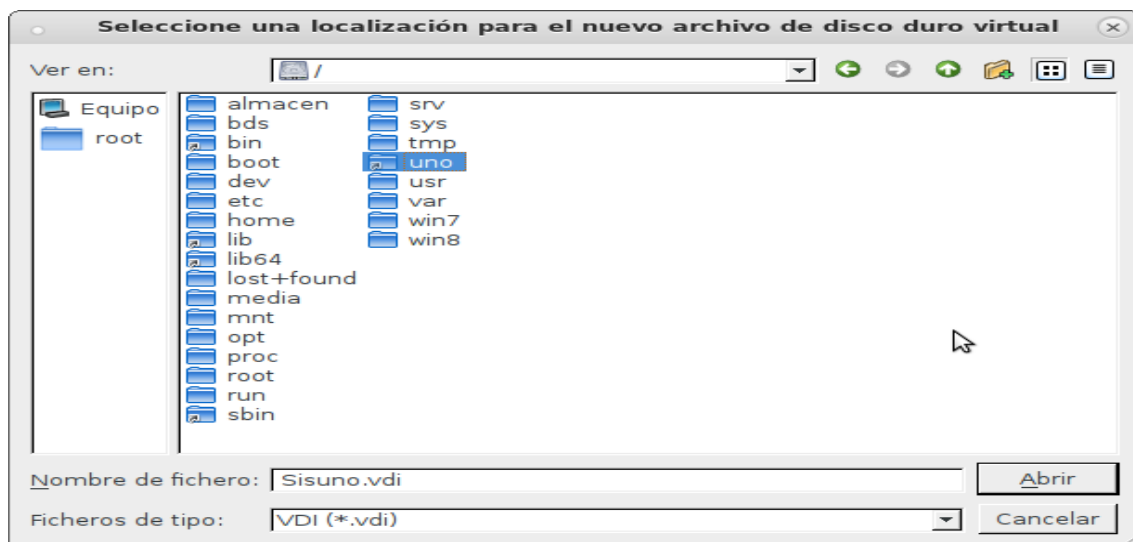 Seleccione una localización para el nuevo archivo de disco duro virtual
Ver en:
/
Equipo
root
almacen
bds
bin
boot
dev
etc
home
lib
lib64
lost+found
media
mnt
opt
proc
root
run
sbin
srv
sys
tmp
uno
usr
var
win7
win8
Nombre de fichero: Sisuno.vdi
Abrir
Ficheros de tipo: VDI (*.vdi)
Cancelar